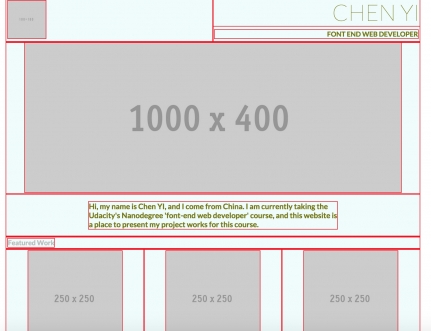 CHEN YI
FONT END WEB DEVELOPER
1000 x 400
Hi, my name is Chen YI, and I come from China. I am currently taking the
Udacity's Nanodegree 'font-end web developer' course, and this website is
a place to present my project works for this course.
Featured Work
250 x 250
250 x 250
250 x 250